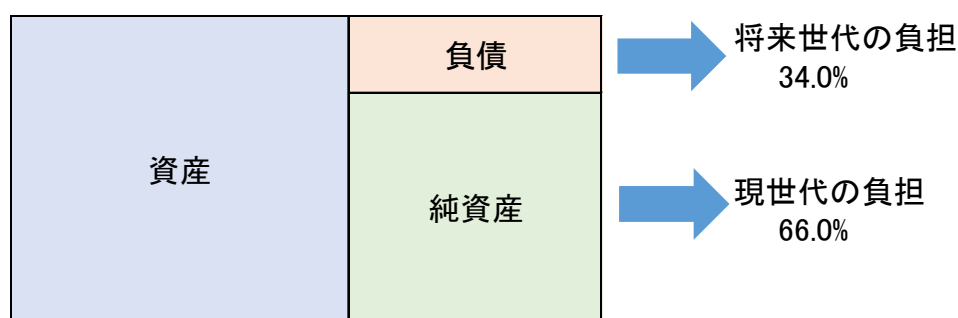 負債
将来世代の負担
34.0%
資産
純資産
現世代の負担
66.0%